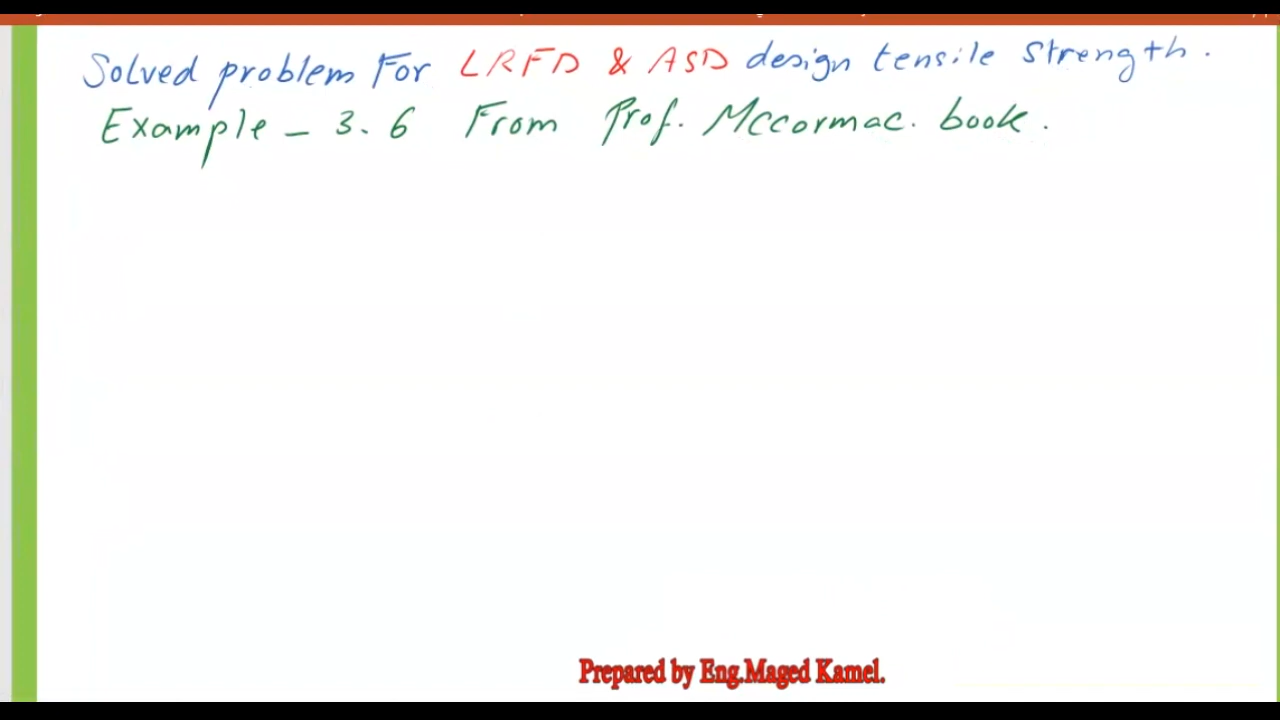 Solved problem For LRFD & ASD design tensile strength.
Example - 3.6 From Prof. Mccormac. book.
Prepared by Eng.Maged Kamel.